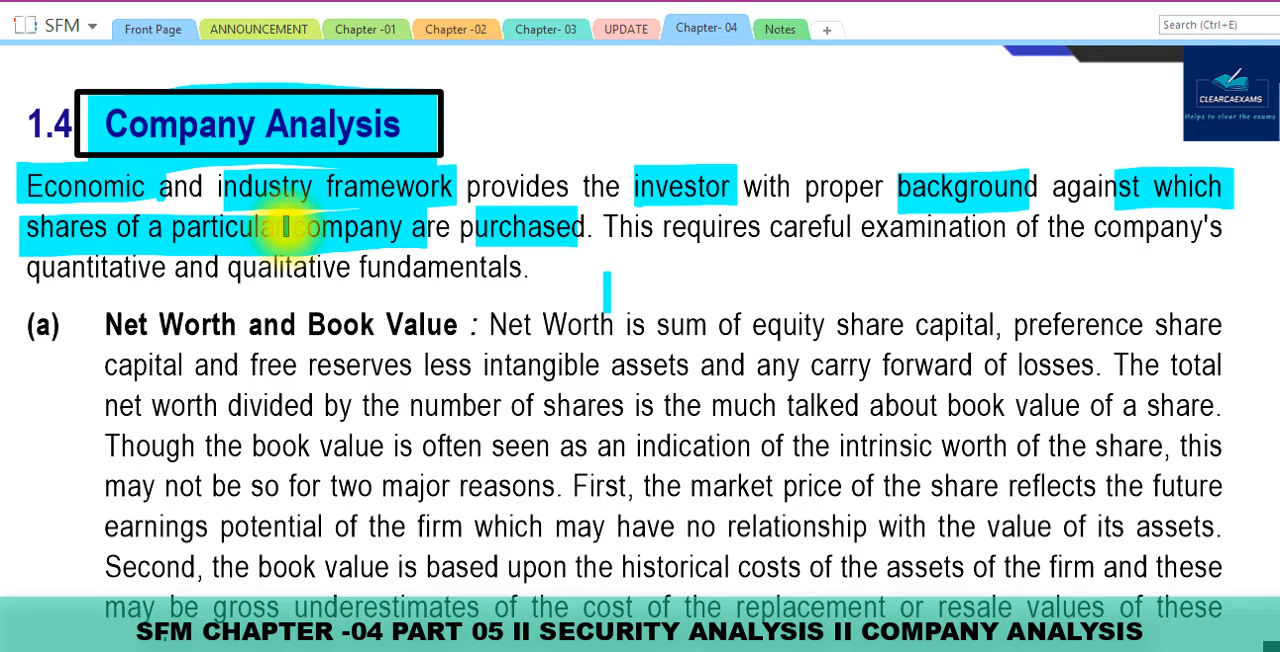 SFM
Front Page
ANNOUNCEMENT
Chapter -01
Chapter -02
Chapter- 03
UPDATE
Chapter- 04
Notes
+
Search (Ctrl+E)
CLEARCAEXAMS
Helps to clear the exams
1.4 Company Analysis
Economic and industry framework provides the investor with proper background against which
shares of a particular company are purchased. This requires careful examination of the company's
quantitative and qualitative fundamentals.
(a) Net Worth and Book Value : Net Worth is sum of equity share capital, preference share
capital and free reserves less intangible assets and any carry forward of losses. The total
net worth divided by the number of shares is the much talked about book value of a share.
Though the book value is often seen as an indication of the intrinsic worth of the share, this
may not be so for two major reasons. First, the market price of the share reflects the future
earnings potential of the firm which may have no relationship with the value of its assets.
Second, the book value is based upon the historical costs of the assets of the firm and these
may be gross underestimates of the cost of the replacement or resale values of these
SFM CHAPTER -04 PART 05 II SECURITY ANALYSIS II COMPANY ANALYSIS